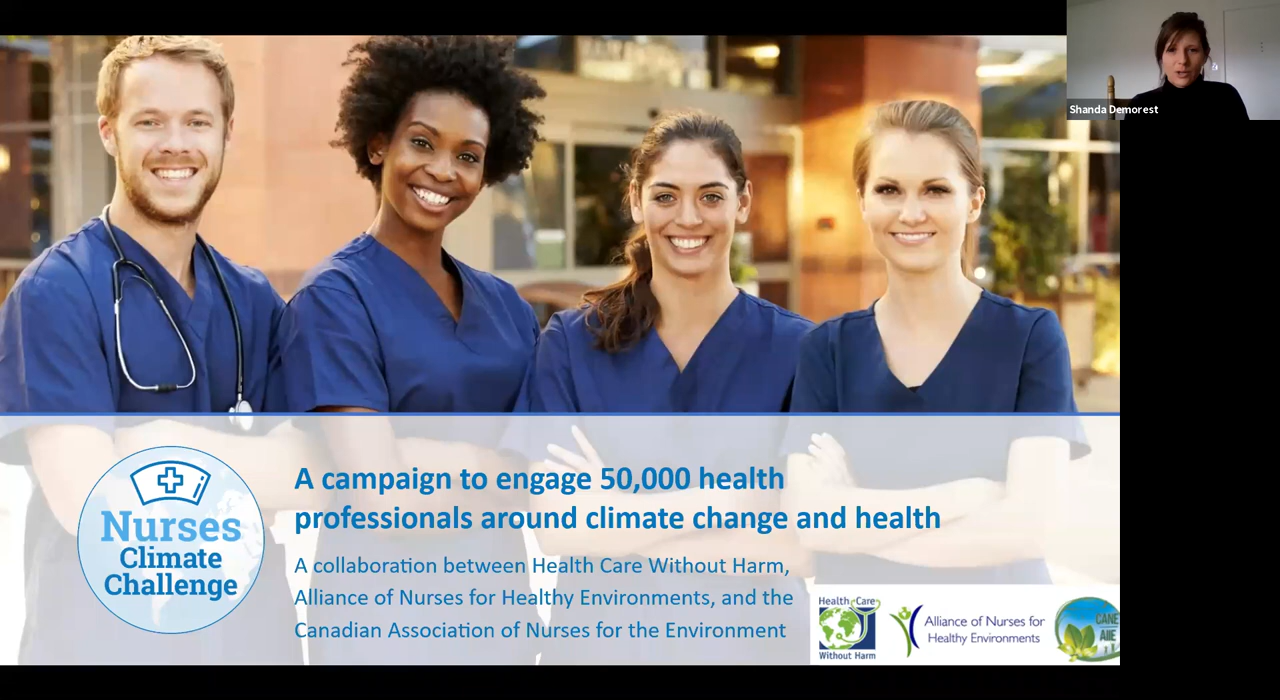 Shanda Demorest
Nurses
Climate
Challenge
A campaign to engage 50,000 health
professionals around climate change and health
A collaboration between Health Care Without Harm,
Alliance of Nurses for Healthy Environments, and the
Canadian Association of Nurses for the Environment
Health Care
Without Harm
Alliance of Nurses for
Healthy Environments
CANE
AIIE